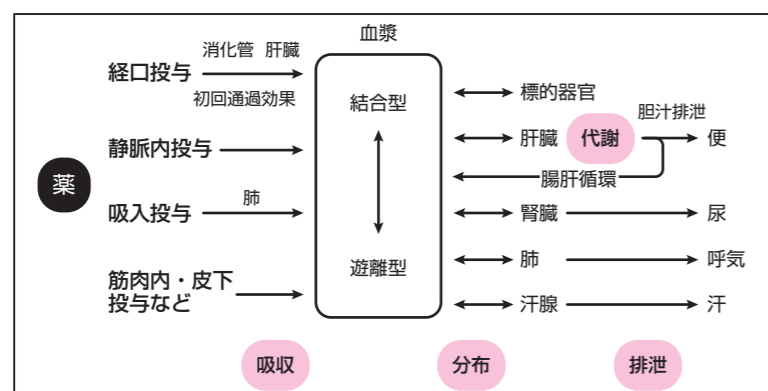 血漿
消化管 肝臓
経口投与
初回通過効果
結合型
標的器官
胆汁排泄
静脈内投与
肝臓 代謝 便
薬
腸肝循環
肺
吸入投与
腎臓 尿
遊離型
肺 呼気
筋肉内・皮下
投与など
汗腺 汗
吸収 分布 排泄